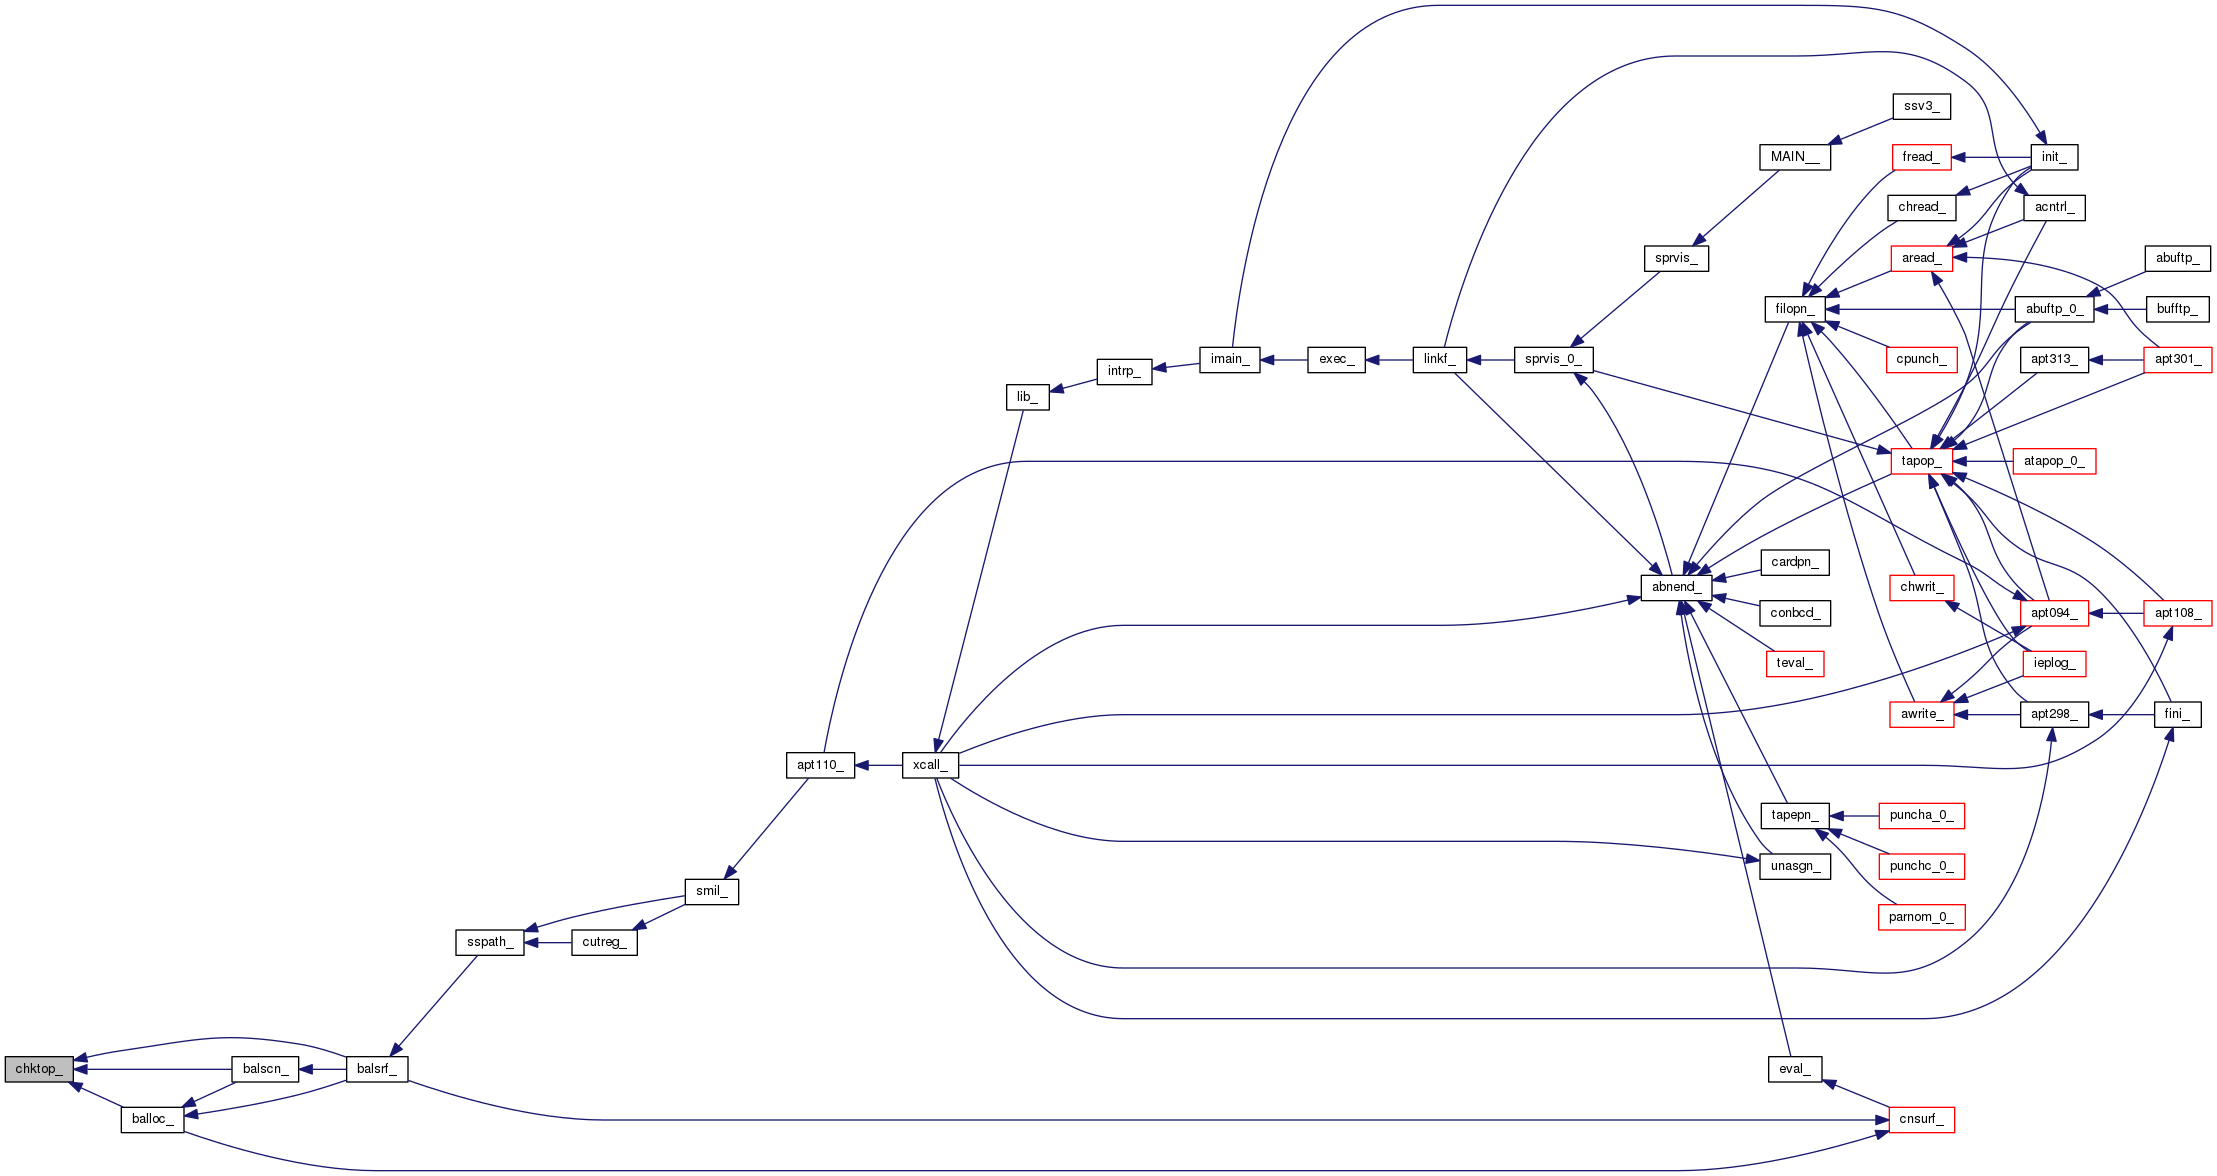 ssv3_
MAIN__
fread_
init_
chread_
acntrl_
sprvis_
aread_
abuftp_
filopn_
abuftp_0_
bufftp_
intrp_
imain_
exec_
linkf_
sprvis_0_
cpunch_
apt313_
apt301_
lib_
tapop_
atapop_0_
cardpn_
abnend_
chwrit_
conbcd_
apt094_
apt108_
teval_
ieplog_
awrite_
apt298_
fini_
apt110_
xcall_
tapepn_
puncha_0_
unasgn_
punchc_0_
smil_
parnom_0_
sspath_
cutreg_
chktop_
balscn_
balsrf_
eval_
balloc_
cnsurf_